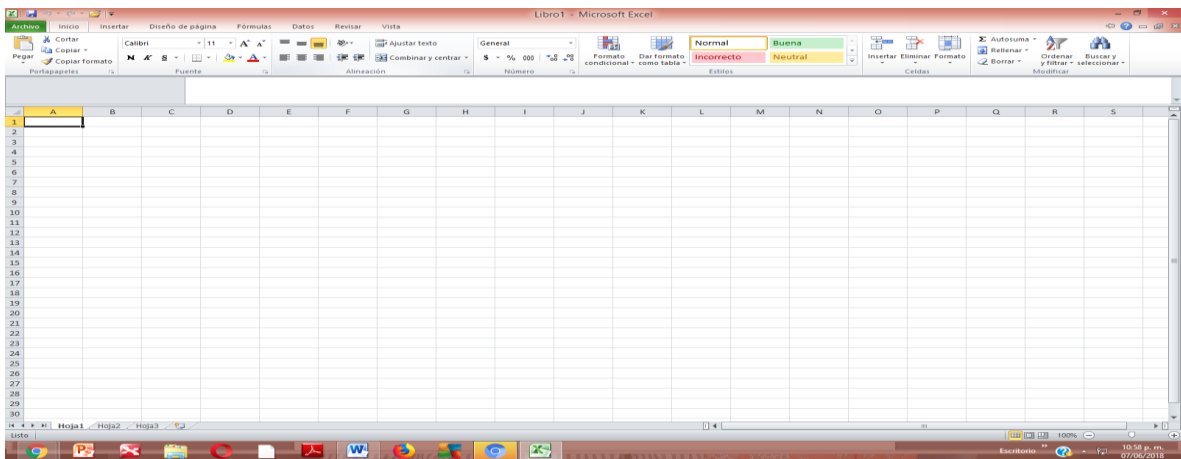 Libro1 - Microsoft Excel
Archivo Inicio Insertar Diseño de página Fórmulas Datos Revisar Vista
Pegar
Cortar
Copiar
Copiar formato
Portapapeles
Calibri 11
N K S
Fuente
Ajustar texto
Combinar y centrar
Alineación
General
$ % 000
Número
Formato condicional
Dar formato como tabla
Normal Buena
Incorrecto Neutral
Estilos
Insertar Eliminar Formato
Celdas
Σ Autosuma
Rellenar
Borrar
Ordenar y filtrar
Buscar y seleccionar
Modificar
A B C D E F G H I J K L M N O P Q R S
1
2
3
4
5
6
7
8
9
10
11
12
13
14
15
16
17
18
19
20
21
22
23
24
25
26
27
28
29
30
Hoja1 Hoja2 Hoja3
Listo
100%
Escritorio
10:58 p. m.
07/06/2018